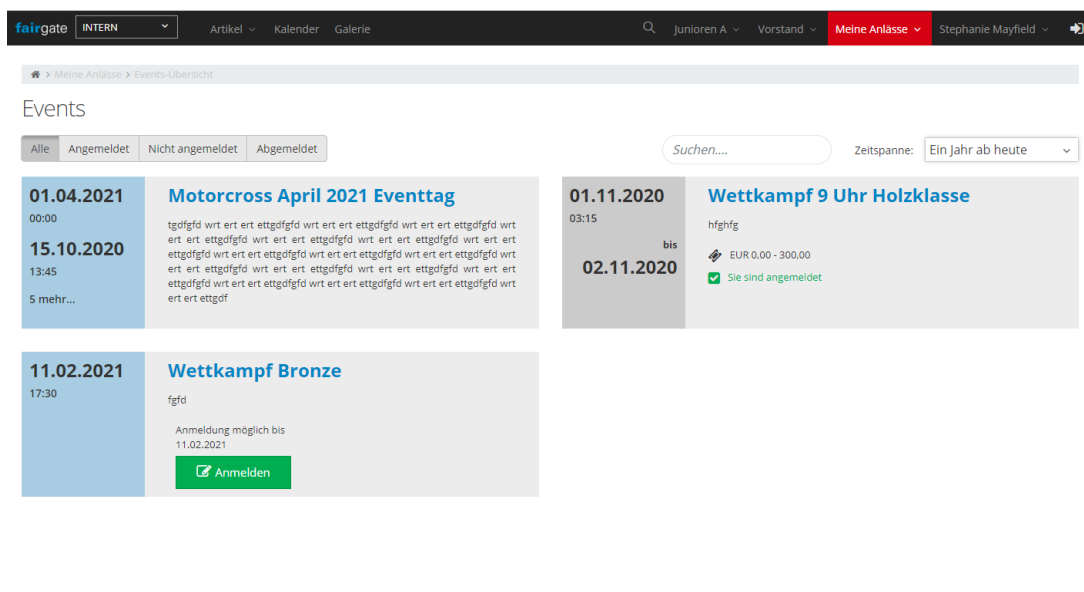 fairgate INTERN Artikel Kalender Galerie Junioren A Vorstand Meine Anlässe Stephanie Mayfield
> Meine Anlässe > Events-Übersicht
Events
Alle Angemeldet Nicht angemeldet Abgemeldet Suchen.... Zeitspanne: Ein Jahr ab heute
01.04.2021
00:00
15.10.2020
13:45
5 mehr...
Motorcross April 2021 Eventtag
tgdfgfd wrt ert ert ettgdfgfd wrt ert ert ettgdfgfd wrt ert ert ettgdfgfd wrt
ert ert ettgdfgfd wrt ert ert ettgdfgfd wrt ert ert ettgdfgfd wrt ert ert
ettgdfgfd wrt ert ert ettgdfgfd wrt ert ert ettgdfgfd wrt ert ert ettgdfgfd wrt
ert ert ettgdfgfd wrt ert ert ettgdfgfd wrt ert ert ettgdfgfd wrt ert ert
ettgdfgfd wrt ert ert ettgdfgfd wrt ert ert ettgdfgfd wrt ert ert ettgdfgfd wrt
ert ert ettgdf
01.11.2020
03:15
bis
02.11.2020
Wettkampf 9 Uhr Holzklasse
hfghfg
EUR 0,00 - 300.00
Sie sind angemeldet
11.02.2021
17:30
Wettkampf Bronze
fgfd
Anmeldung möglich bis
11.02.2021
Anmelden